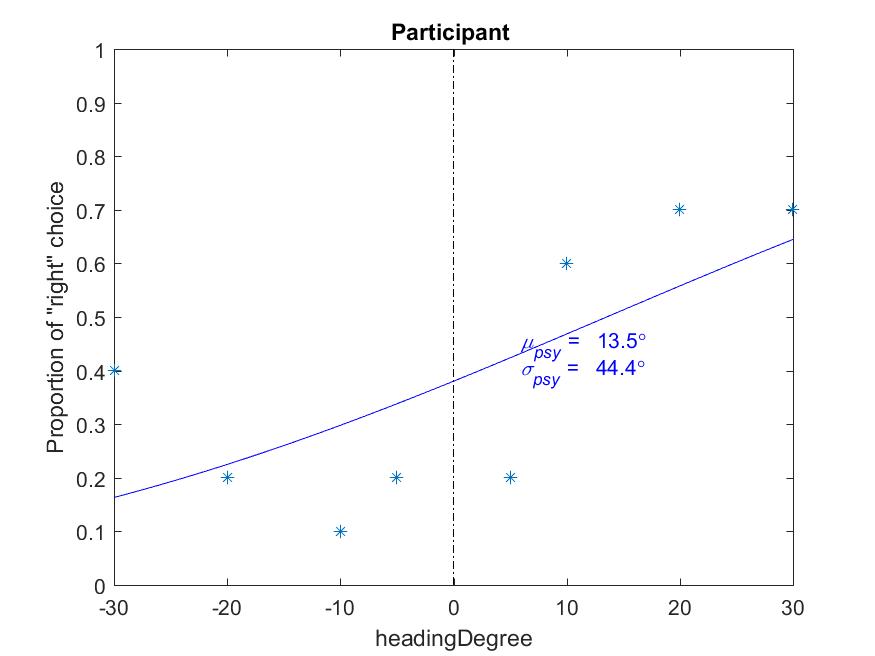 Participant
1
0.9
0.8
0.7
0.6
0.5
0.4
0.3
0.2
0.1
0
Proportion of "right" choice
μpsy = 13.5°
σpsy = 44.4°
-30 -20 -10 0 10 20 30
headingDegree